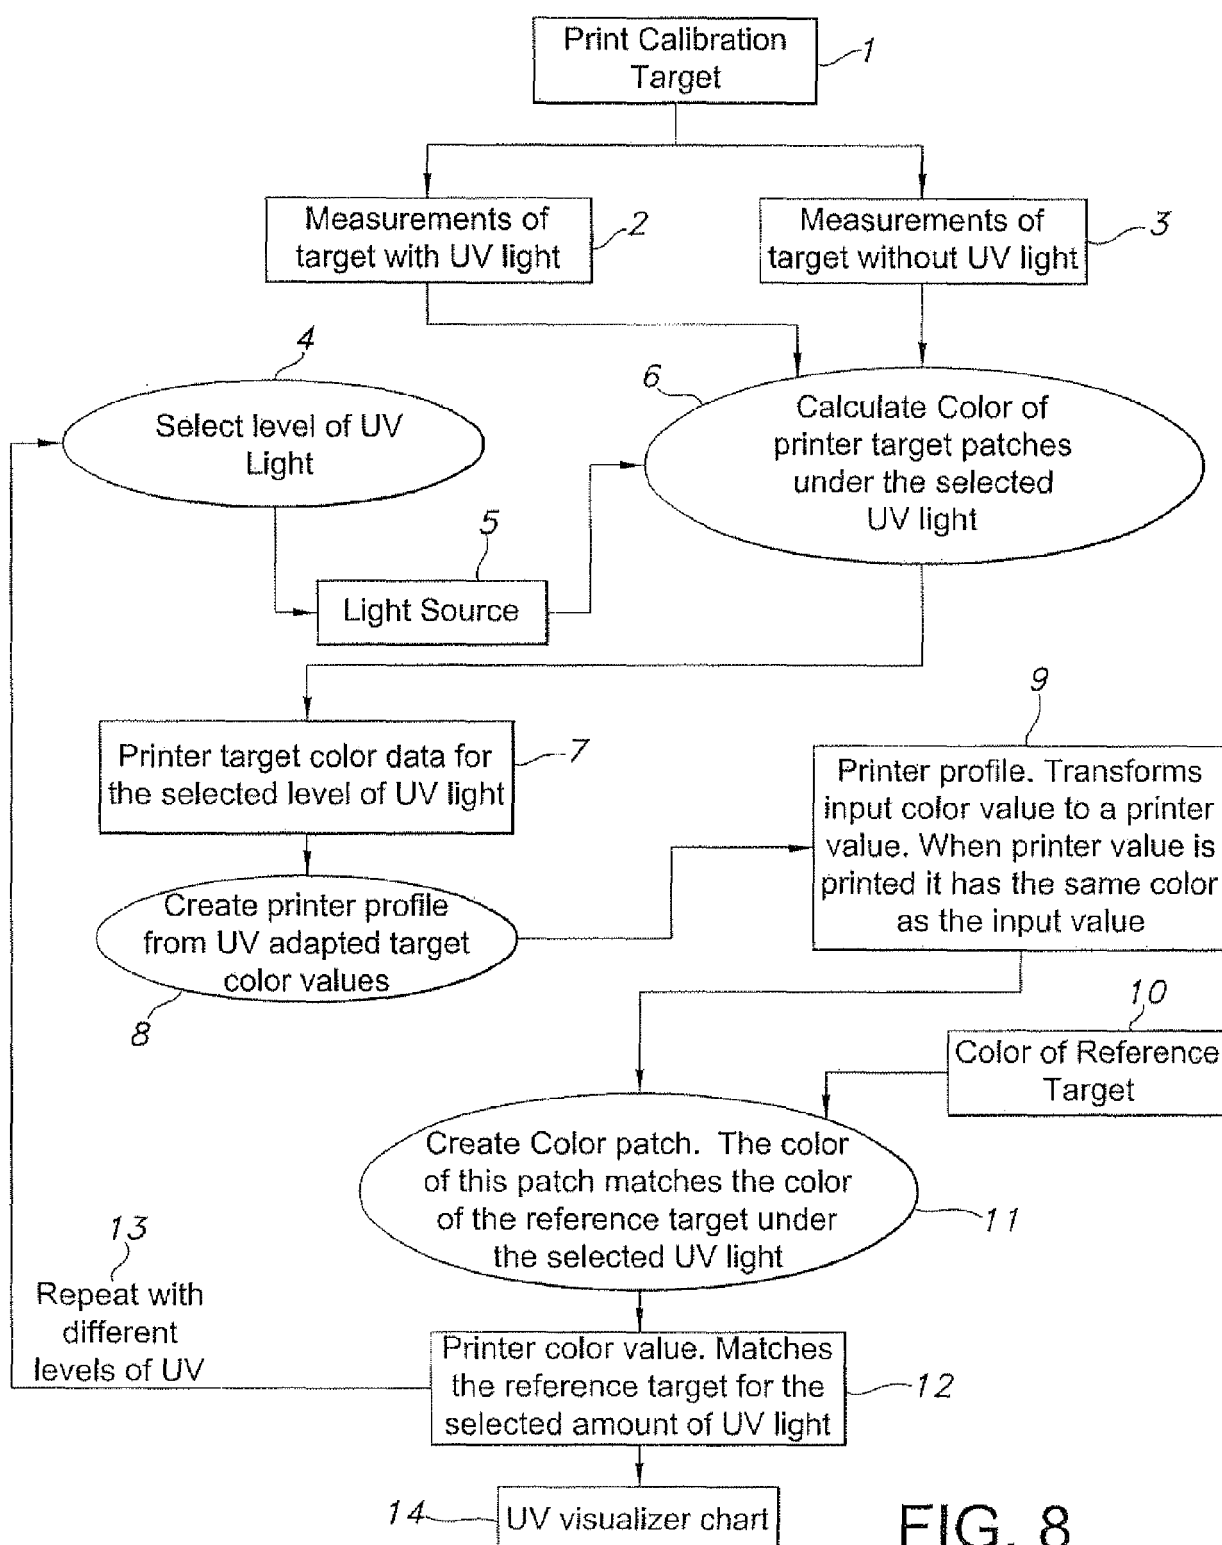 Print Calibration
Target
1
Measurements of
target with UV light
2
Measurements of
target without UV light
3
4
Select level of UV
Light
6
Calculate Color of
printer target patches
under the selected
UV light
5
Light Source
Printer target color data for
the selected level of UV light
7
9
Printer profile. Transforms
input color value to a printer
value. When printer value is
printed it has the same color
as the input value
Create printer profile
from UV adapted target
color values
8
10
Color of Reference
Target
Create Color patch. The color
of this patch matches the color
of the reference target under
the selected UV light
11
13
Repeat with
different
levels of UV
Printer color value. Matches
the reference target for the
selected amount of UV light
12
14
UV visualizer chart
FIG. 8